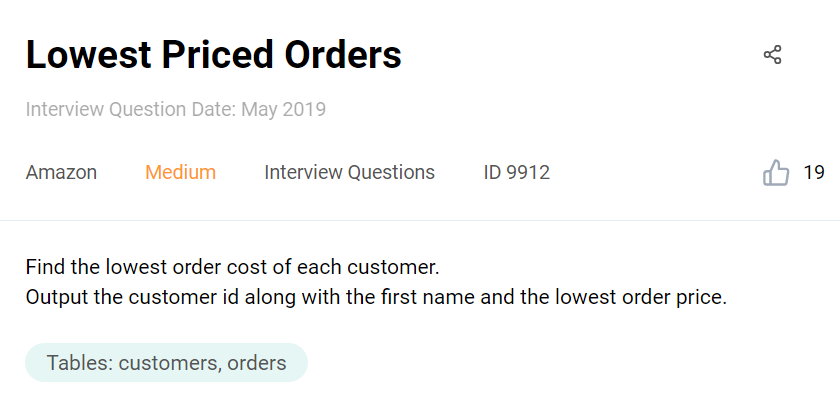 Lowest Priced Orders
Interview Question Date: May 2019
Amazon Medium Interview Questions ID 9912 19
Find the lowest order cost of each customer.
Output the customer id along with the first name and the lowest order price.
Tables: customers, orders